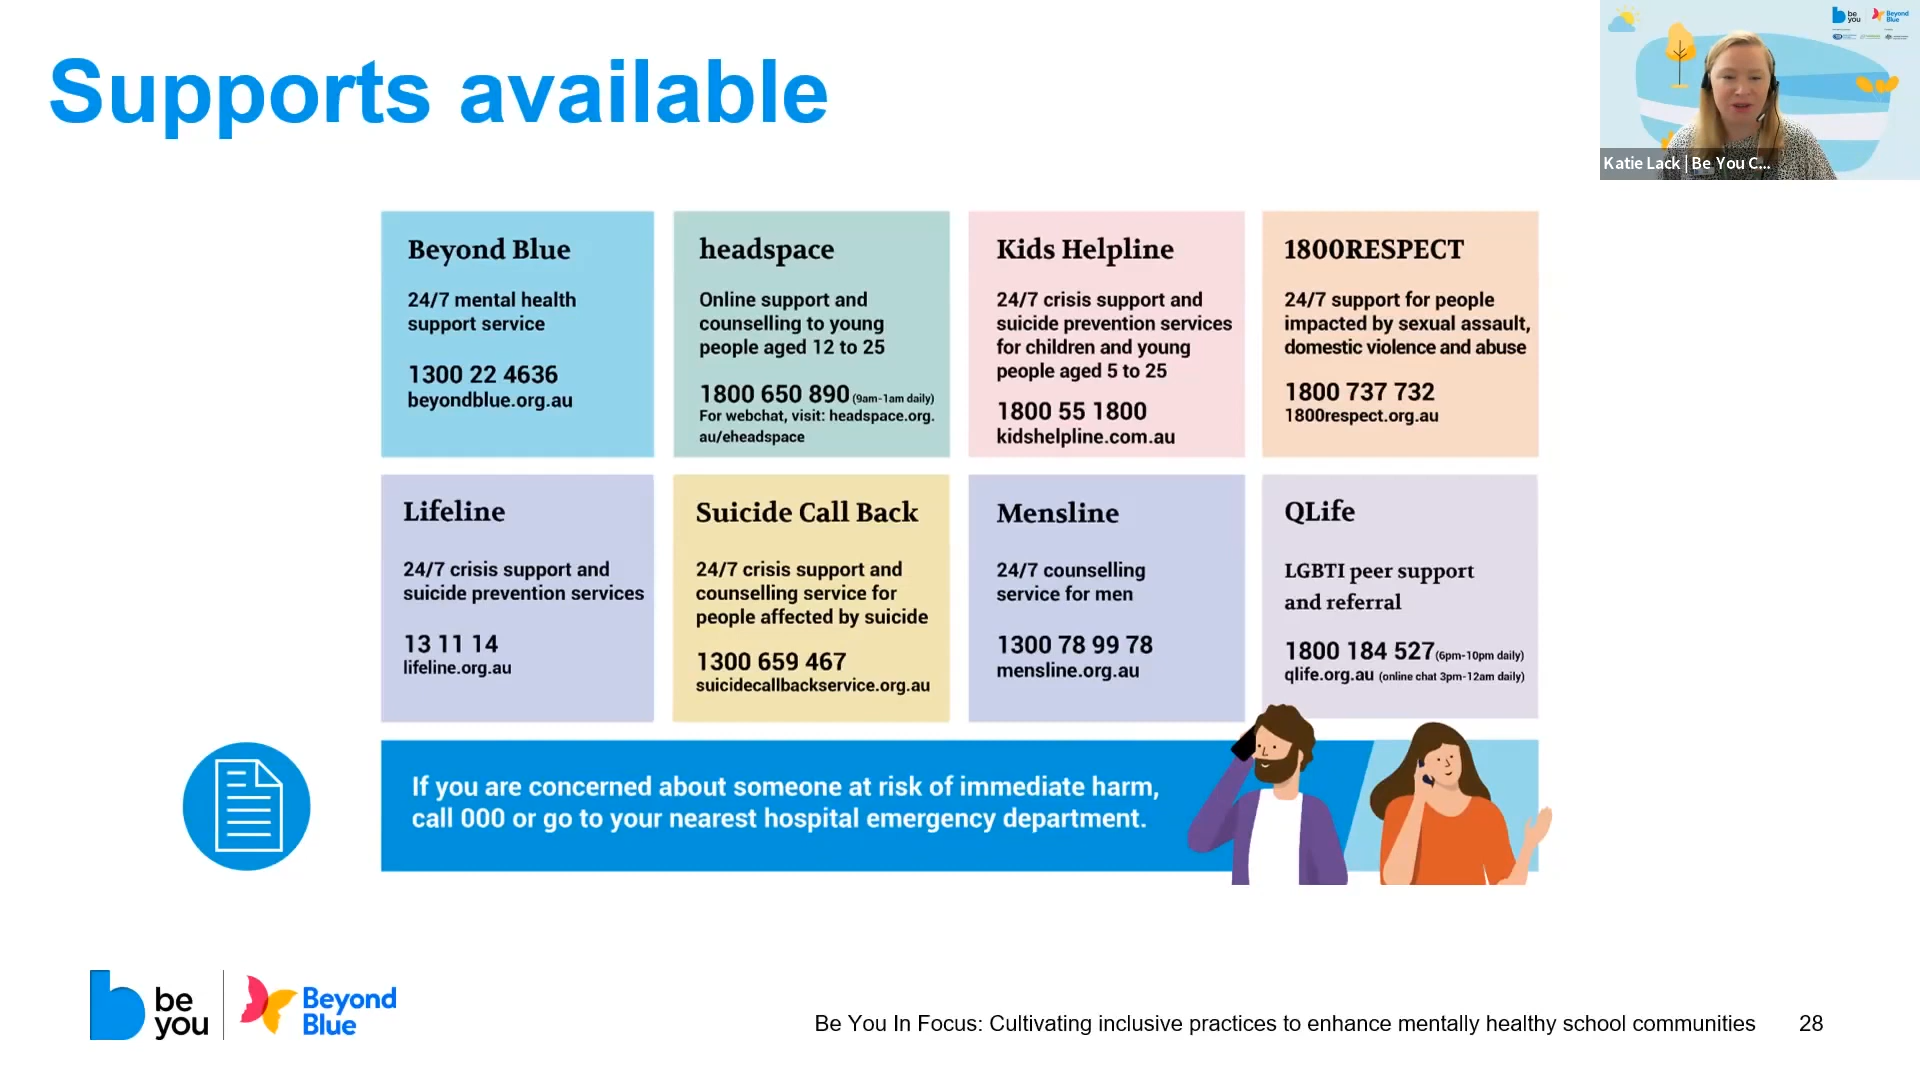 Supports available
be
you
Beyond
Blue
Katie Lack | Be You C...
Beyond Blue
24/7 mental health
support service
1300 22 4636
beyondblue.org.au
headspace
Online support and
counselling to young
people aged 12 to 25
1800 650 890 (9am-1am daily)
For webchat, visit: headspace.org.
au/eheadspace
Kids Helpline
24/7 crisis support and
suicide prevention services
for children and young
people aged 5 to 25
1800 55 1800
kidshelpline.com.au
1800RESPECT
24/7 support for people
impacted by sexual assault,
domestic violence and abuse
1800 737 732
1800respect.org.au
Lifeline
24/7 crisis support and
suicide prevention services
13 11 14
lifeline.org.au
Suicide Call Back
24/7 crisis support and
counselling service for
people affected by suicide
1300 659 467
suicidecallbackservice.org.au
Mensline
24/7 counselling
service for men
1300 78 99 78
mensline.org.au
QLife
LGBTI peer support
and referral
1800 184 527 (6pm-10pm daily)
qlife.org.au (online chat 3pm-12am daily)
If you are concerned about someone at risk of immediate harm,
call 000 or go to your nearest hospital emergency department.
be
you
Beyond
Blue
Be You In Focus: Cultivating inclusive practices to enhance mentally healthy school communities 28